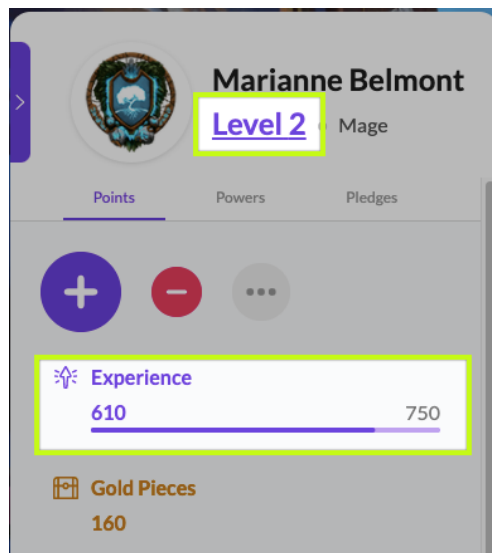 Marianne Belmont
Level 2 Mage
Points Powers Pledges
Experience
610 750
Gold Pieces
160